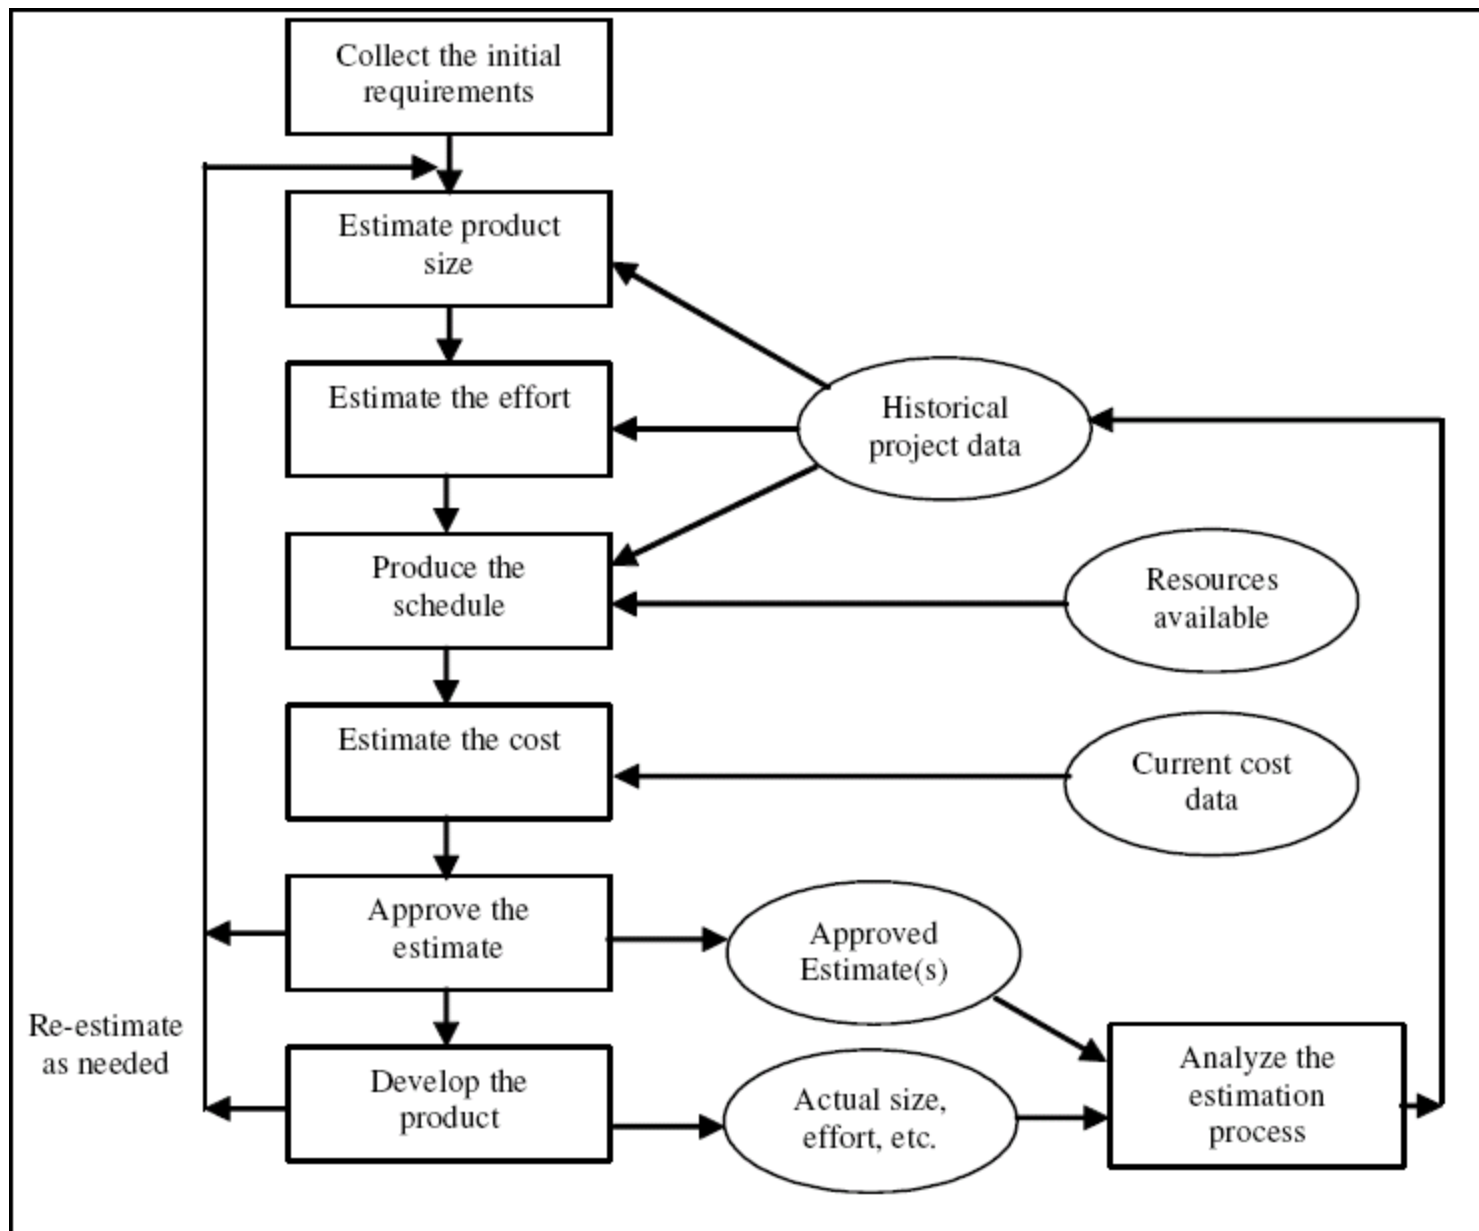 Collect the initial
requirements
Estimate product
size
Estimate the effort
Historical
project data
Produce the
schedule
Resources
available
Estimate the cost
Current cost
data
Approve the
estimate
Approved
Estimate(s)
Re-estimate
as needed
Develop the
product
Actual size,
effort, etc.
Analyze the
estimation
process